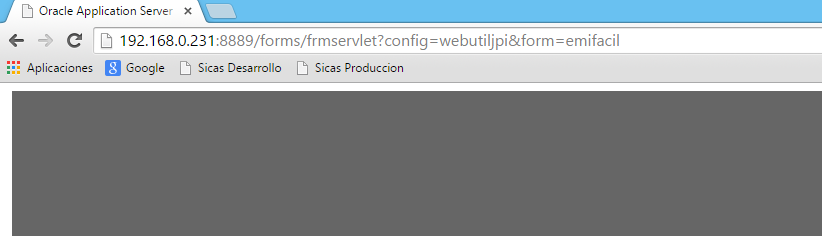 Oracle Application Server
192.168.0.231:8889/forms/frmservlet?config=webutiljpi&form=emifacil
Aplicaciones Google Sicas Desarrollo Sicas Produccion